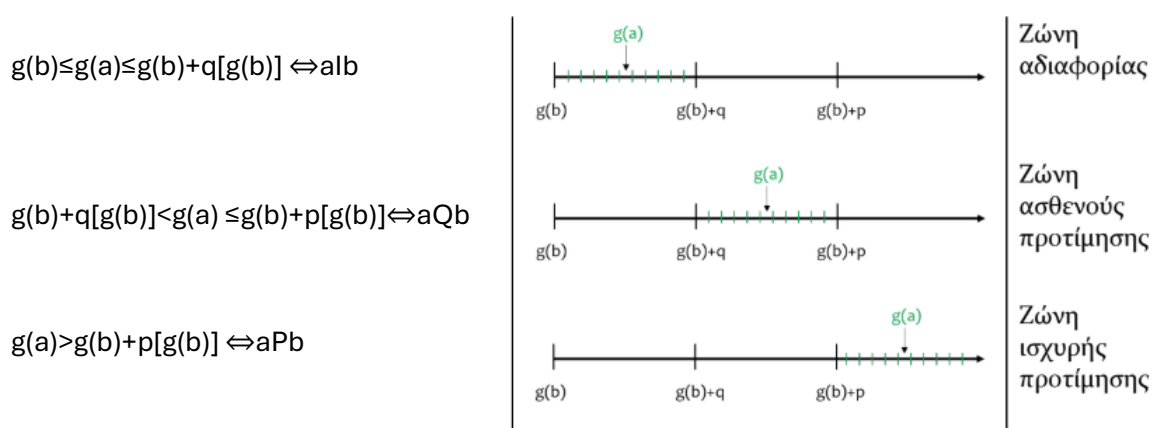 g(b)≤g(a)≤g(b)+q[g(b)] ⇔aIb
g(a)
g(b)
g(b)+q
g(b)+p
Ζώνη
αδιαφορίας
g(b)+q[g(b)]<g(a) ≤g(b)+p[g(b)]⇔aQb
g(a)
g(b)
g(b)+q
g(b)+p
Ζώνη
ασθενούς
προτίμησης
g(a)>g(b)+p[g(b)] ⇔aPb
g(a)
g(b)
g(b)+q
g(b)+p
Ζώνη
ισχυρής
προτίμησης